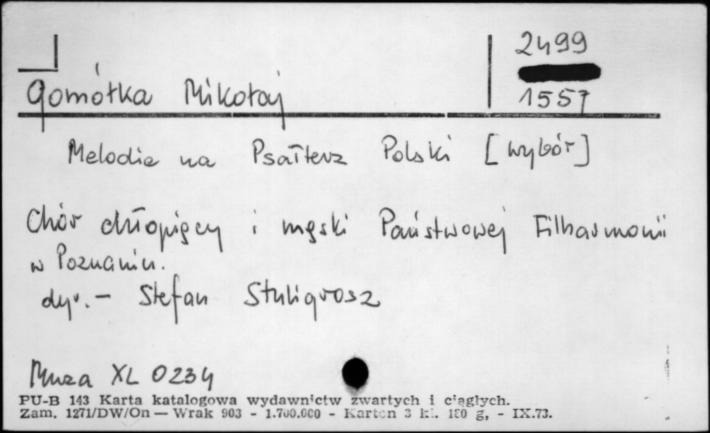 2499
1557
Gomółka Mikołaj
Melodie na Psałterz Polski [wybór]
Chór chłopięcy i męski Państwowej Filharmonii
w Poznaniu.
dyr. – Stefan Stuligrosz
Muza XL 0234
PU-B 143 Karta katalogowa wydawnictw zwartych i ciągłych.
Zam. 1271/DW/On — Wrak 903 - 1.700.000 - Karton 3 kl. 180 g, - IX.73.